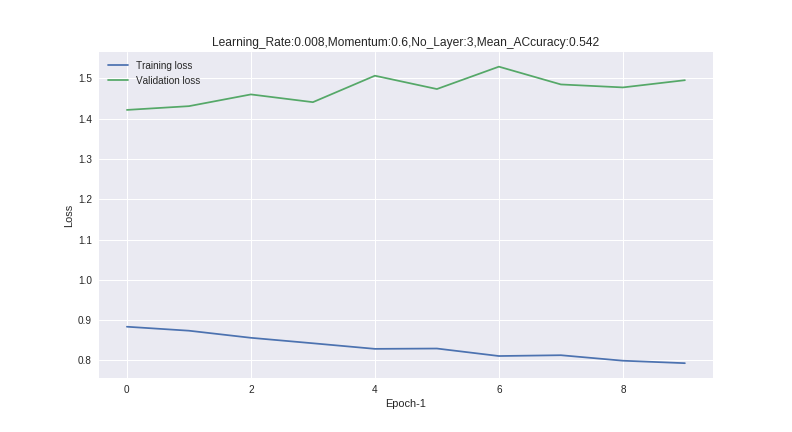 Learning_Rate:0.008,Momentum:0.6,No_Layer:3,Mean_ACcuracy:0.542
Training loss
Validation loss
1.5
1.4
1.3
1.2
1.1
1.0
0.9
0.8
Loss
0 2 4 6 8
Epoch-1